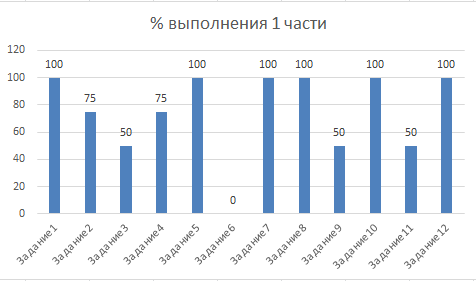 % выполнения 1 части
120
100
80
60
40
20
0
100
75
50
75
100
0
100
100
50
100
50
100
Задание1
Задание2
Задание3
Задание4
Задание5
Задание6
Задание7
Задание8
Задание9
Задание10
Задание11
Задание12